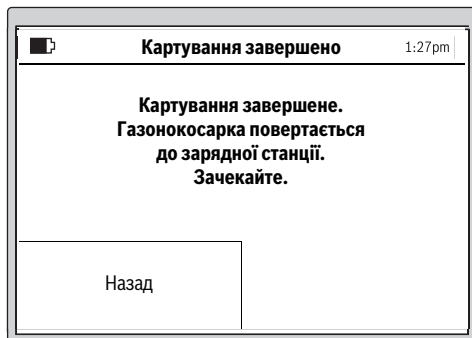 Картування завершено 1:27pm
Картування завершене.
Газонокосарка повертається
до зарядної станції.
Зачекайте.
Назад